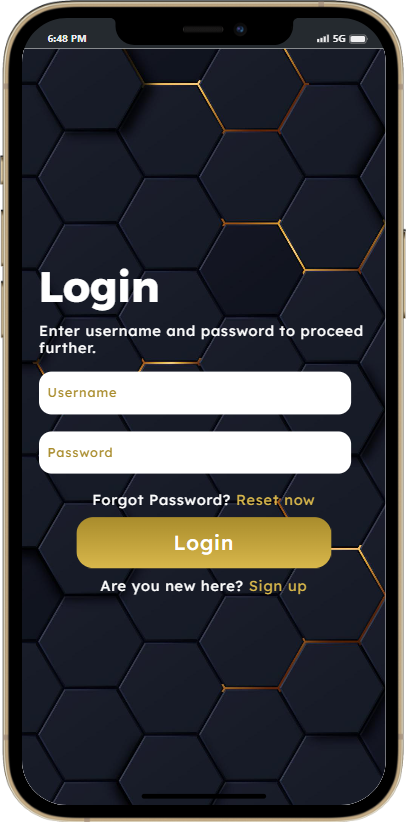 6:48 PM 5G
Login
Enter username and password to proceed
further.
Username
Password
Forgot Password? Reset now
Login
Are you new here? Sign up